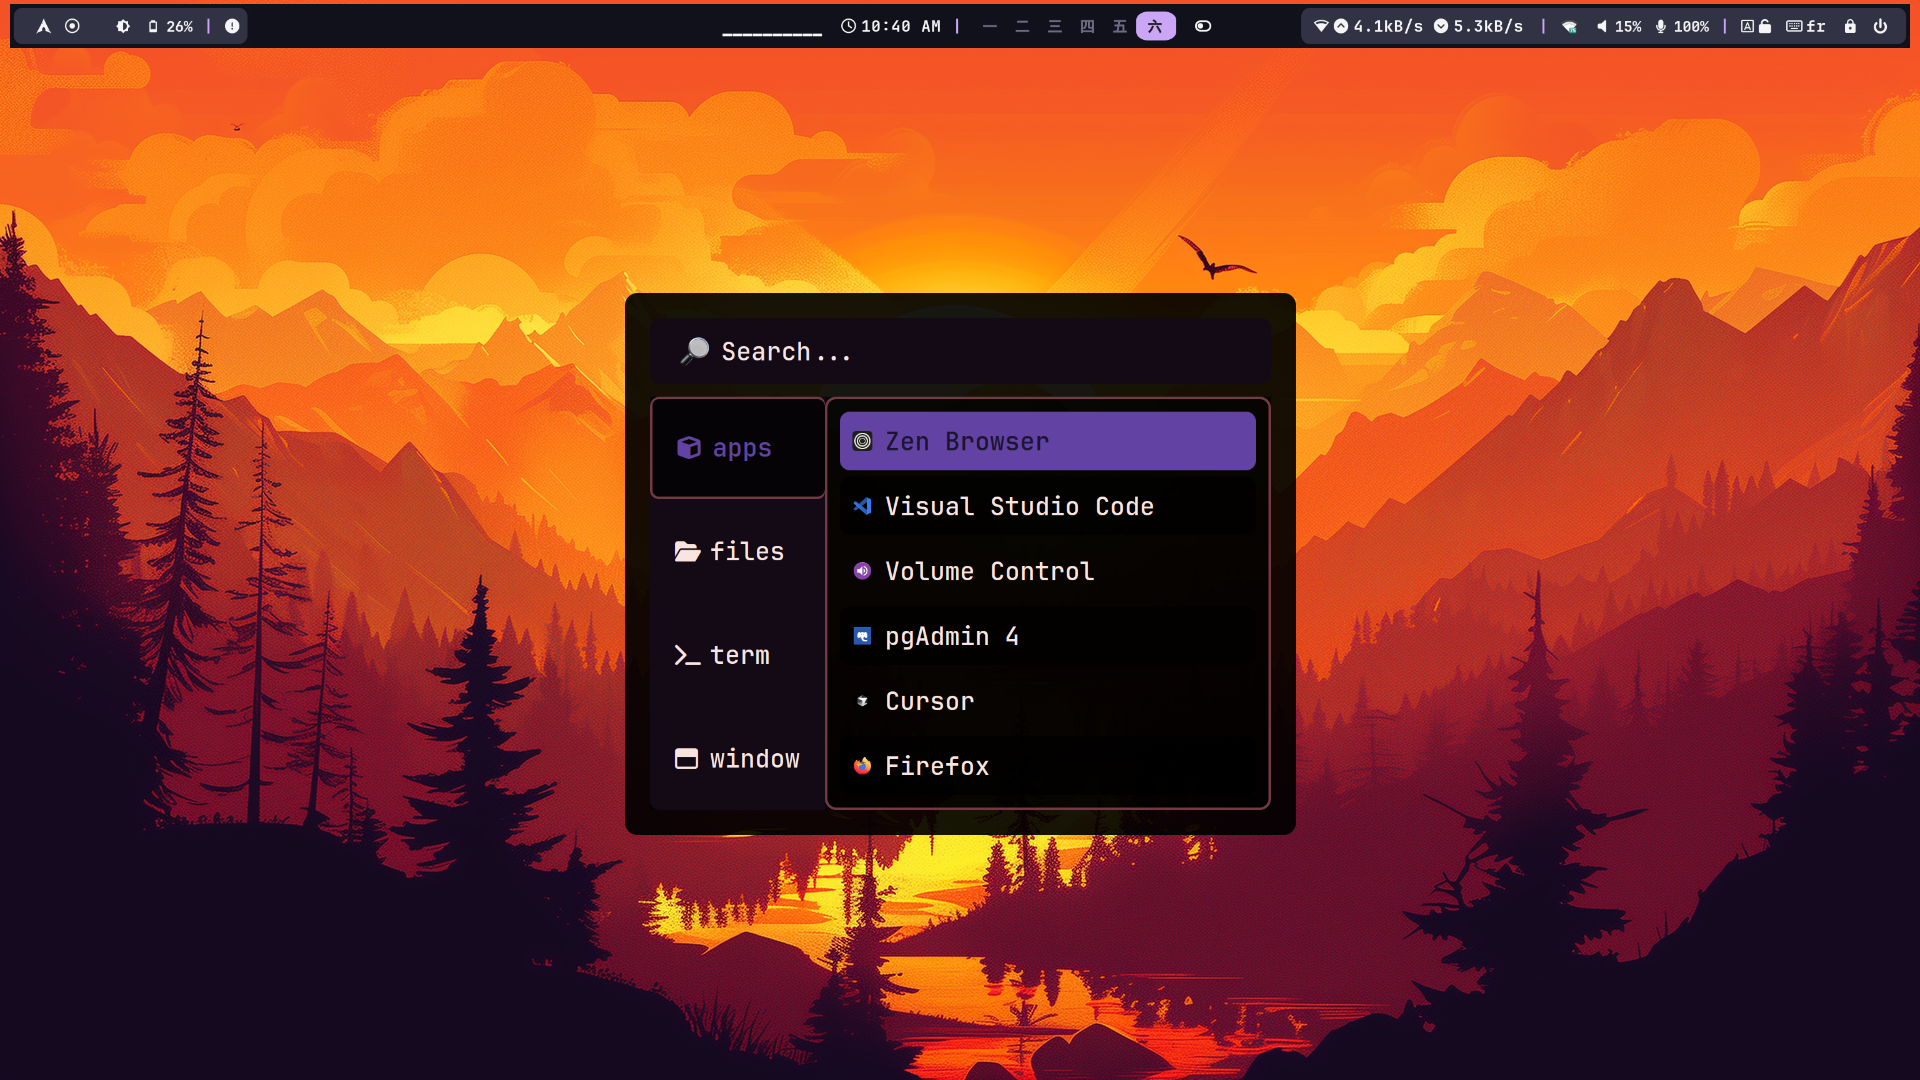 26%
10:40 AM
一 二 三 四 五 六
4.1kB/s 5.3kB/s
15% 100%
A fr
Search...
apps
files
term
window
Zen Browser
Visual Studio Code
Volume Control
pgAdmin 4
Cursor
Firefox